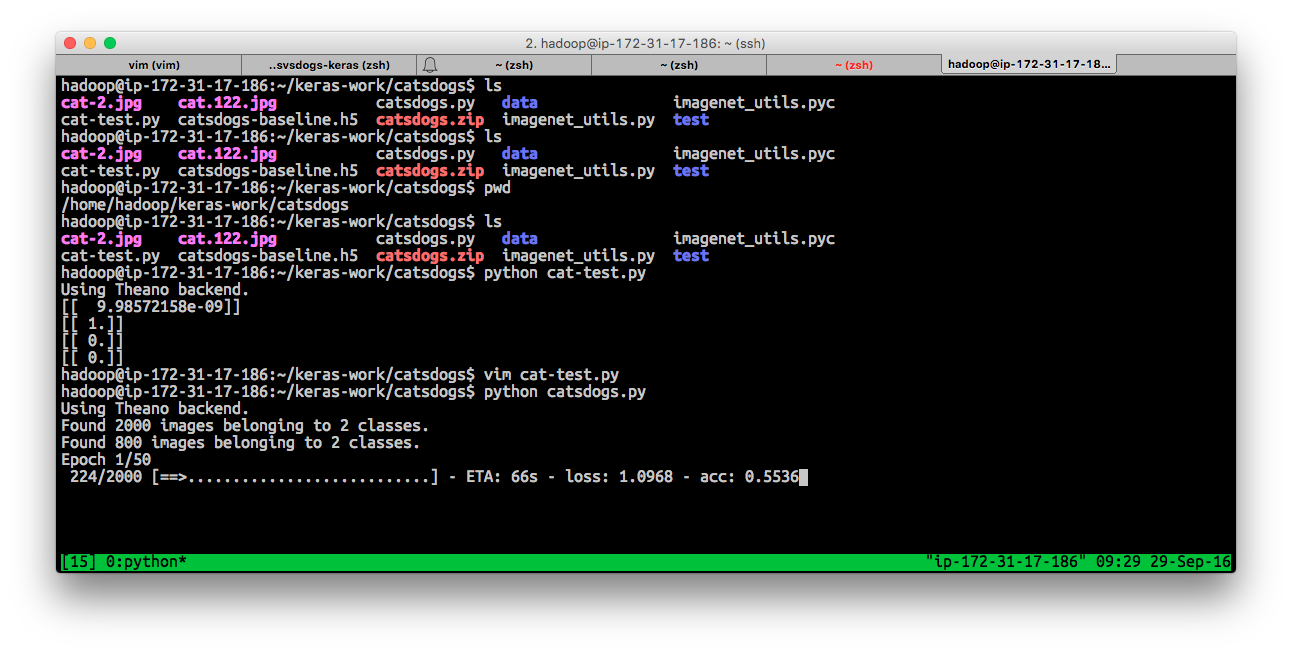 2. hadoop@ip-172-31-17-186: ~ (ssh)
vim (vim) ..svsdogs-keras (zsh) ~ (zsh) ~ (zsh) ~ (zsh) hadoop@ip-172-31-17-18...
hadoop@ip-172-31-17-186:~/keras-work/catsdogs$ ls
cat-2.jpg    cat.122.jpg           catsdogs.py   data               imagenet_utils.pyc
cat-test.py  catsdogs-baseline.h5  catsdogs.zip  imagenet_utils.py  test
hadoop@ip-172-31-17-186:~/keras-work/catsdogs$ ls
cat-2.jpg    cat.122.jpg           catsdogs.py   data               imagenet_utils.pyc
cat-test.py  catsdogs-baseline.h5  catsdogs.zip  imagenet_utils.py  test
hadoop@ip-172-31-17-186:~/keras-work/catsdogs$ pwd
/home/hadoop/keras-work/catsdogs
hadoop@ip-172-31-17-186:~/keras-work/catsdogs$ ls
cat-2.jpg    cat.122.jpg           catsdogs.py   data               imagenet_utils.pyc
cat-test.py  catsdogs-baseline.h5  catsdogs.zip  imagenet_utils.py  test
hadoop@ip-172-31-17-186:~/keras-work/catsdogs$ python cat-test.py
Using Theano backend.
[[  9.98572158e-09]]
[[ 1.]]
[[ 0.]]
[[ 0.]]
hadoop@ip-172-31-17-186:~/keras-work/catsdogs$ vim cat-test.py
hadoop@ip-172-31-17-186:~/keras-work/catsdogs$ python catsdogs.py
Using Theano backend.
Found 2000 images belonging to 2 classes.
Found 800 images belonging to 2 classes.
Epoch 1/50
 224/2000 [==>...........................] - ETA: 66s - loss: 1.0968 - acc: 0.5536
[15] 0:python* "ip-172-31-17-186" 09:29 29-Sep-16